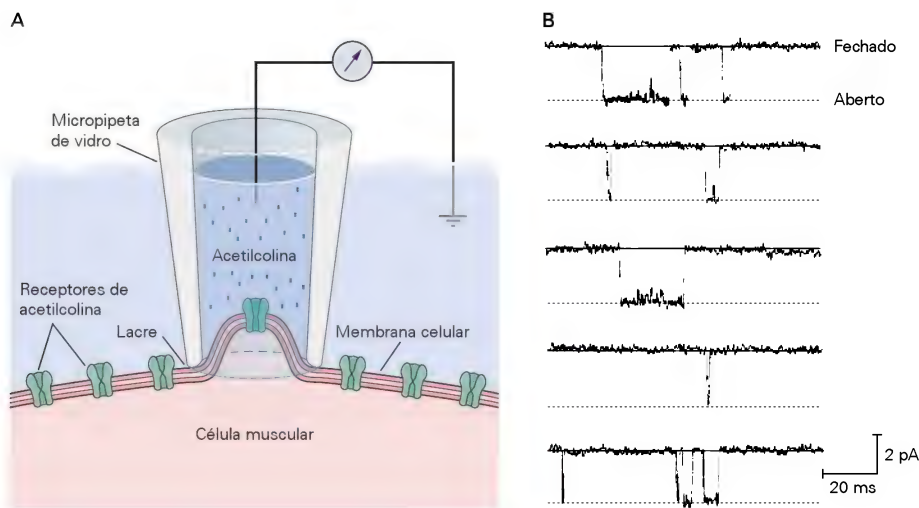 A
Micropipeta
de vidro
Acetilcolina
Receptores de
acetilcolina
Lacre
Membrana celular
Célula muscular
B
Fechado
Aberto
2 pA
20 ms